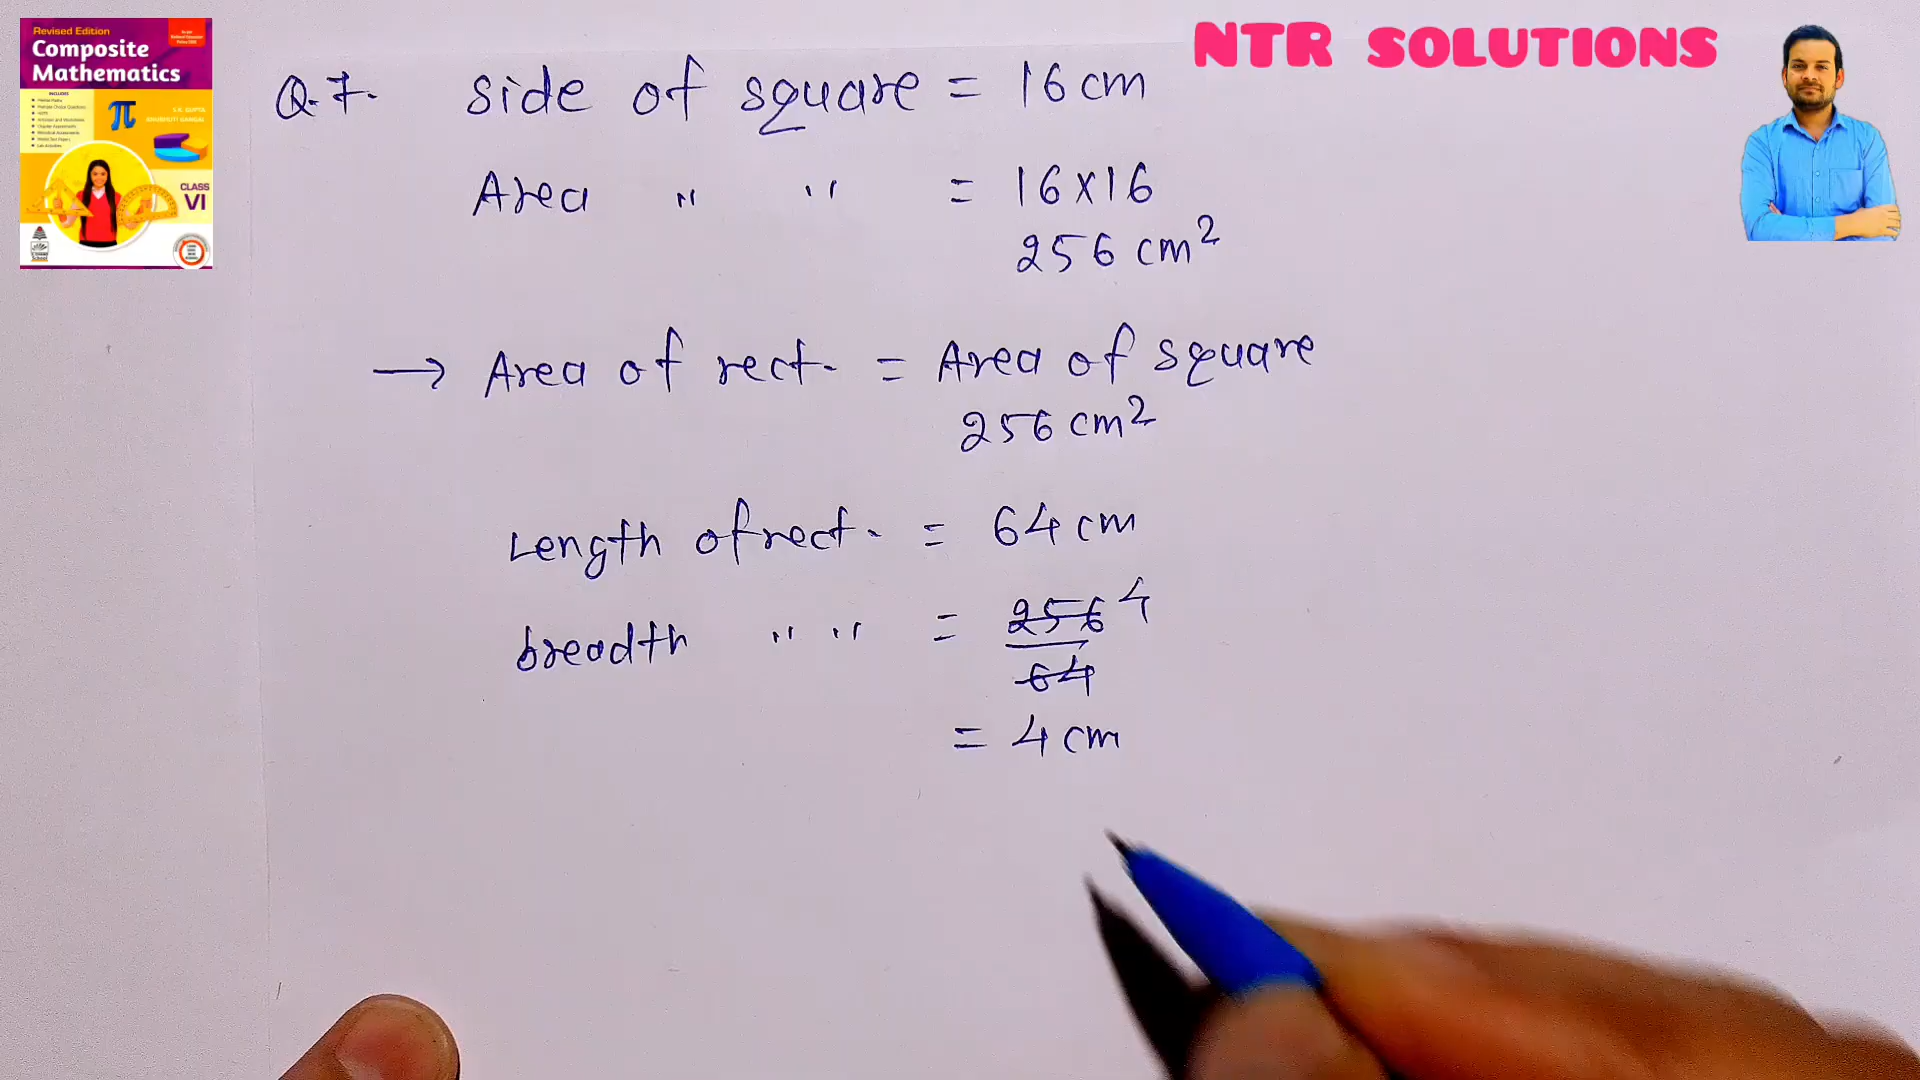 Revised Edition
Composite
Mathematics
INCLUDES
CLASS
VI
NTR SOLUTIONS
Q.7. Side of square = 16 cm
Area " " = 16x16
256 cm²
→ Area of rect. = Area of square
256 cm²
Length of rect. = 64 cm
breadth " " = 256 4
64
= 4 cm